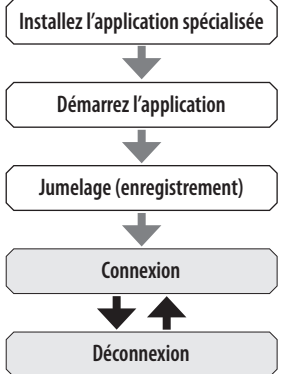 Installez l'application spécialisée
Démarrez l'application
Jumelage (enregistrement)
Connexion
Déconnexion